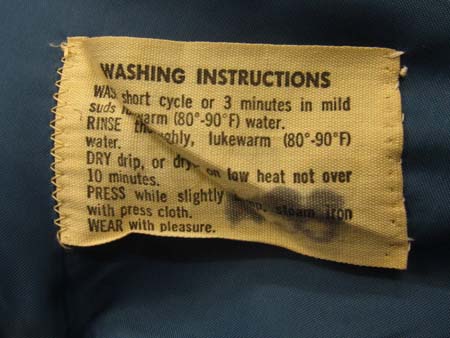 WASHING INSTRUCTIONS
WASH short cycle or 3 minutes in mild
suds warm (80°-90°F) water.
RINSE thoroughly, lukewarm (80°-90°F)
water.
DRY drip, or dry on low heat not over
10 minutes.
PRESS while slightly steam iron
with press cloth.
WEAR with pleasure.